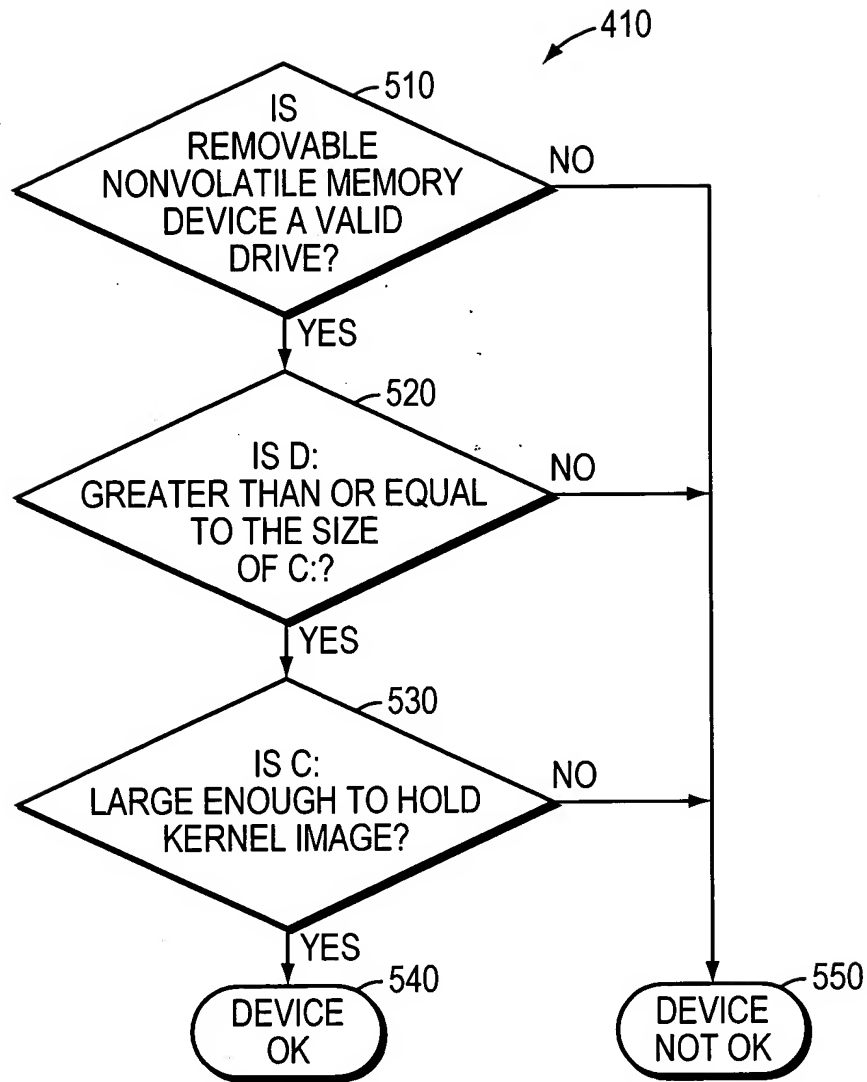 410
510
IS
REMOVABLE
NONVOLATILE MEMORY
DEVICE A VALID
DRIVE?
NO
YES
520
IS D:
GREATER THAN OR EQUAL
TO THE SIZE
OF C:?
NO
YES
530
IS C:
LARGE ENOUGH TO HOLD
KERNEL IMAGE?
NO
YES
540
DEVICE
OK
550
DEVICE
NOT OK